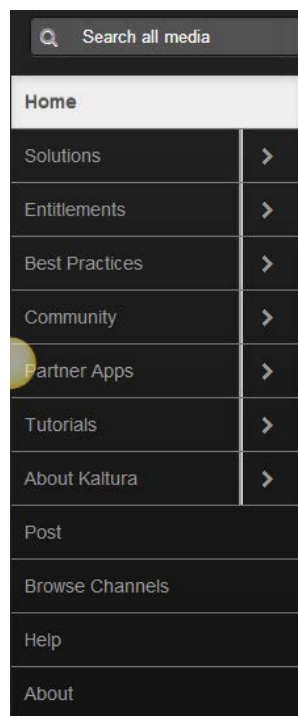 Search all media
Home
Solutions
Entitlements
Best Practices
Community
Partner Apps
Tutorials
About Kaltura
Post
Browse Channels
Help
About